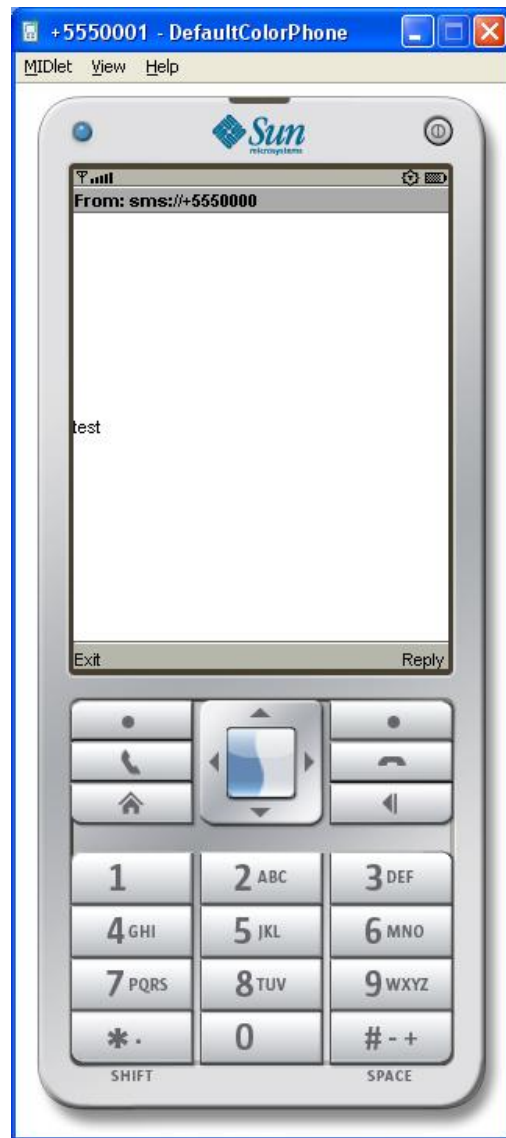 +5550001 - DefaultColorPhone
MIDlet View Help
Sun
microsystems
From: sms://+5550000
test
Exit Reply
1 2 ABC 3 DEF
4 GHI 5 JKL 6 MNO
7 PQRS 8 TUV 9 WXYZ
* . 0 # - +
SHIFT SPACE